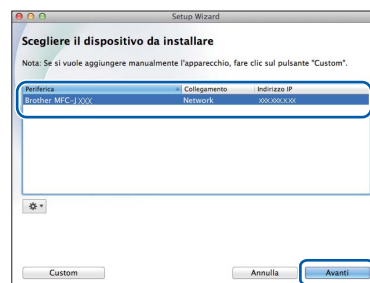 Setup Wizard
Scegliere il dispositivo da installare
Nota: Se si vuole aggiungere manualmente l'apparecchio, fare clic sul pulsante "Custom".
Periferica Collegamento Indirizzo IP
Brother MFC-J XXX Network XXX.XXX.X.XX
Custom Annulla Avanti